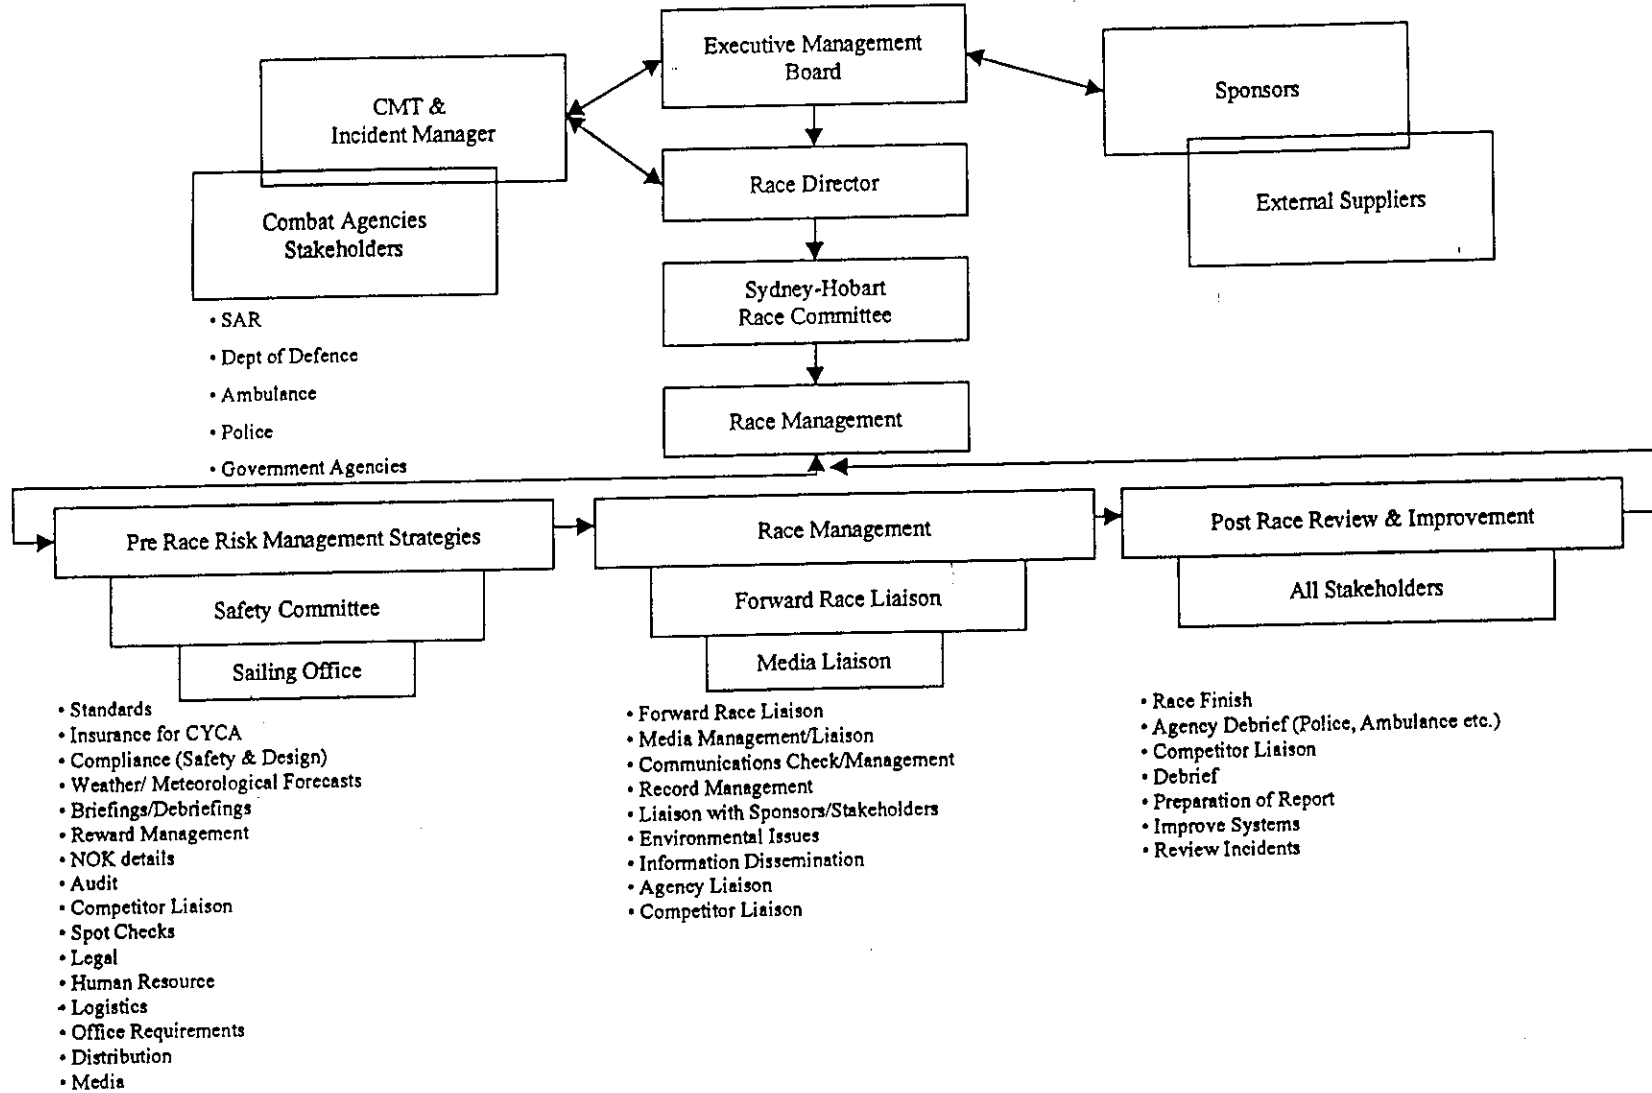 Executive Management
Board
CMT &
Incident Manager
Sponsors
Race Director
External Suppliers
Combat Agencies
Stakeholders
Sydney-Hobart
Race Committee
• SAR
• Dept of Defence
• Ambulance
• Police
• Government Agencies
Race Management
Pre Race Risk Management Strategies
Safety Committee
Sailing Office
• Standards
• Insurance for CYCA
• Compliance (Safety & Design)
• Weather/ Meteorological Forecasts
• Briefings/Debriefings
• Reward Management
• NOK details
• Audit
• Competitor Liaison
• Spot Checks
• Legal
• Human Resource
• Logistics
• Office Requirements
• Distribution
• Media
Race Management
Forward Race Liaison
Media Liaison
• Forward Race Liaison
• Media Management/Liaison
• Communications Check/Management
• Record Management
• Liaison with Sponsors/Stakeholders
• Environmental Issues
• Information Dissemination
• Agency Liaison
• Competitor Liaison
Post Race Review & Improvement
All Stakeholders
• Race Finish
• Agency Debrief (Police, Ambulance etc.)
• Competitor Liaison
• Debrief
• Preparation of Report
• Improve Systems
• Review Incidents